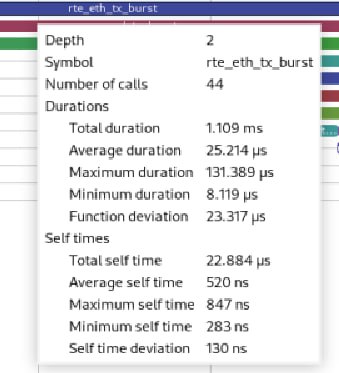 rte_eth_tx_burst
Depth 2
Symbol rte_eth_tx_burst
Number of calls 44
Durations
Total duration 1.109 ms
Average duration 25.214 µs
Maximum duration 131.389 µs
Minimum duration 8.119 µs
Function deviation 23.317 µs
Self times
Total self time 22.884 µs
Average self time 520 ns
Maximum self time 847 ns
Minimum self time 283 ns
Self time deviation 130 ns